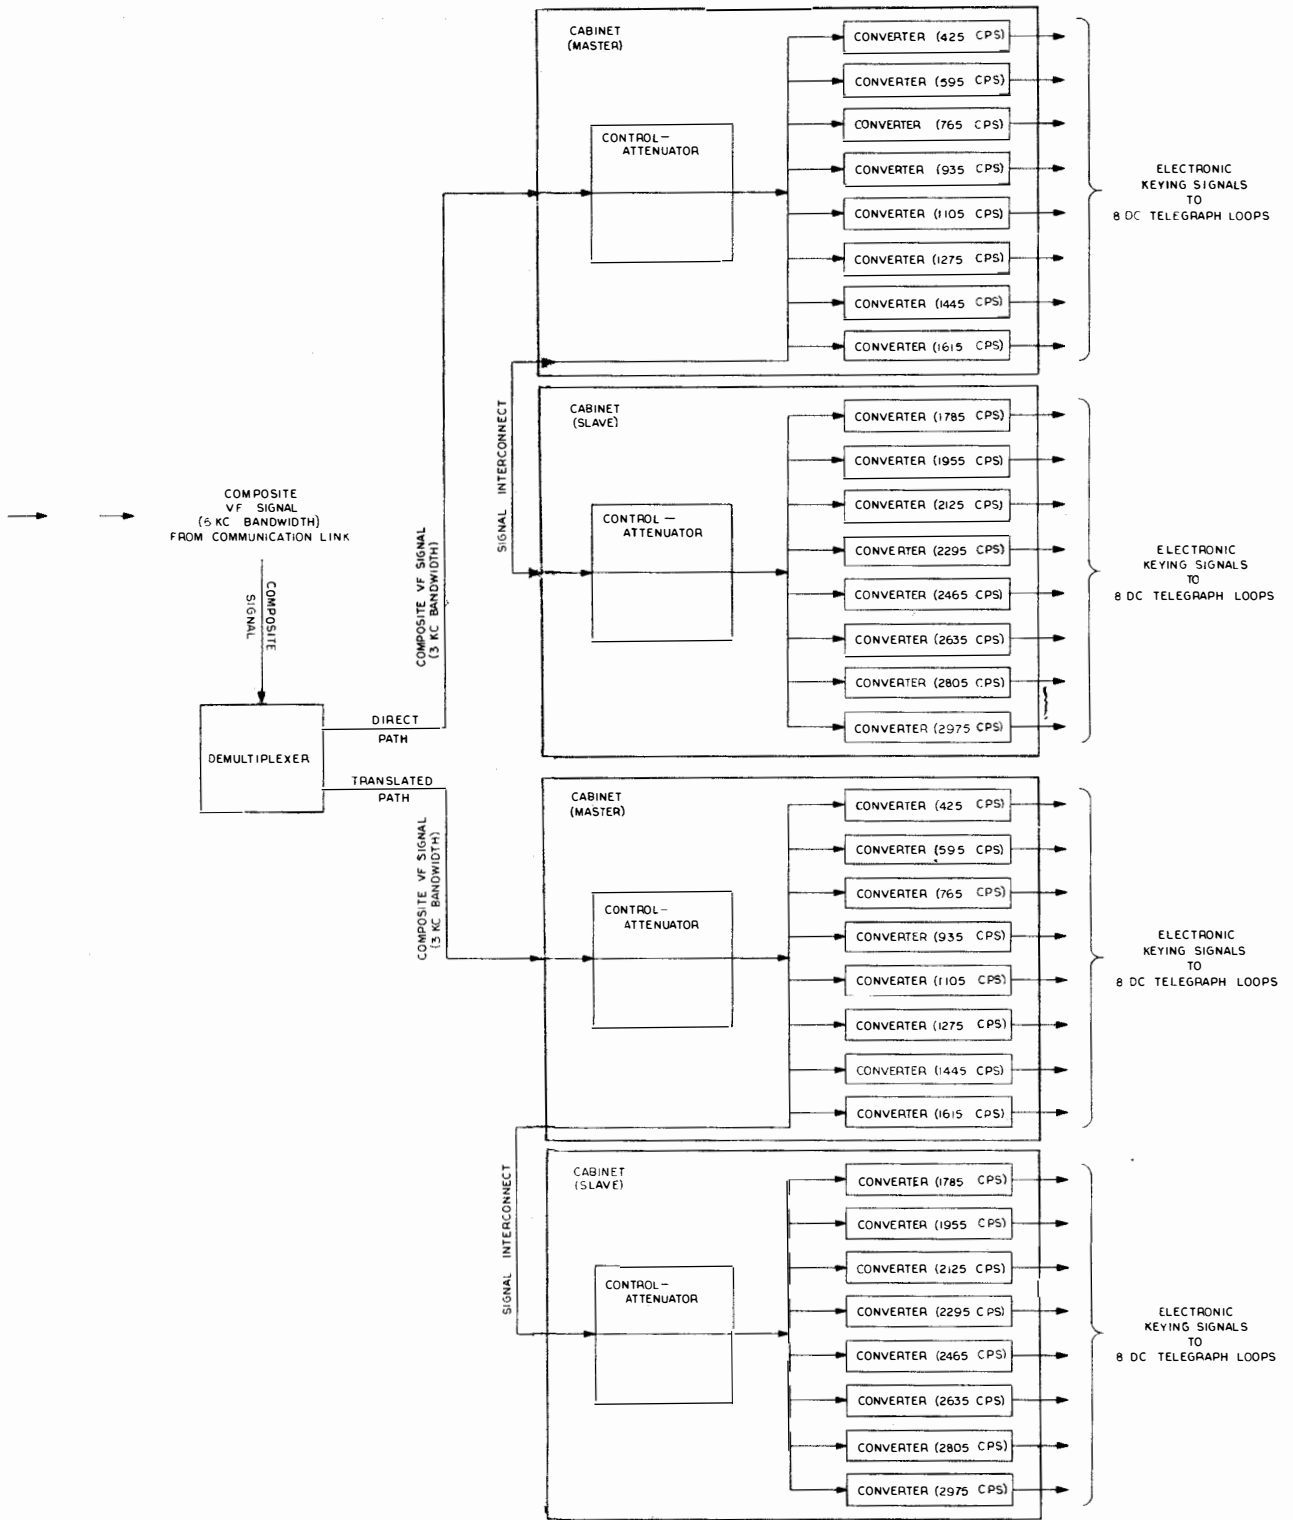 CABINET
(MASTER)
CONTROL-
ATTENUATOR
CONVERTER (425 CPS)
CONVERTER (595 CPS)
CONVERTER (765 CPS)
CONVERTER (935 CPS)
CONVERTER (1105 CPS)
CONVERTER (1275 CPS)
CONVERTER (1445 CPS)
CONVERTER (1615 CPS)
ELECTRONIC
KEYING SIGNALS
TO
8 DC TELEGRAPH LOOPS
SIGNAL INTERCONNECT
CABINET
(SLAVE)
CONTROL-
ATTENUATOR
CONVERTER (1785 CPS)
CONVERTER (1955 CPS)
CONVERTER (2125 CPS)
CONVERTER (2295 CPS)
CONVERTER (2465 CPS)
CONVERTER (2635 CPS)
CONVERTER (2805 CPS)
CONVERTER (2975 CPS)
ELECTRONIC
KEYING SIGNALS
TO
8 DC TELEGRAPH LOOPS
COMPOSITE
VF SIGNAL
(6 KC BANDWIDTH)
FROM COMMUNICATION LINK
COMPOSITE
SIGNAL
COMPOSITE VF SIGNAL
(3 KC BANDWIDTH)
DEMULTIPLEXER
DIRECT
PATH
TRANSLATED
PATH
COMPOSITE VF SIGNAL
(3 KC BANDWIDTH)
CABINET
(MASTER)
CONTROL-
ATTENUATOR
CONVERTER (425 CPS)
CONVERTER (595 CPS)
CONVERTER (765 CPS)
CONVERTER (935 CPS)
CONVERTER (1105 CPS)
CONVERTER (1275 CPS)
CONVERTER (1445 CPS)
CONVERTER (1615 CPS)
ELECTRONIC
KEYING SIGNALS
TO
8 DC TELEGRAPH LOOPS
SIGNAL INTERCONNECT
CABINET
(SLAVE)
CONTROL-
ATTENUATOR
CONVERTER (1785 CPS)
CONVERTER (1955 CPS)
CONVERTER (2125 CPS)
CONVERTER (2295 CPS)
CONVERTER (2465 CPS)
CONVERTER (2635 CPS)
CONVERTER (2805 CPS)
CONVERTER (2975 CPS)
ELECTRONIC
KEYING SIGNALS
TO
8 DC TELEGRAPH LOOPS